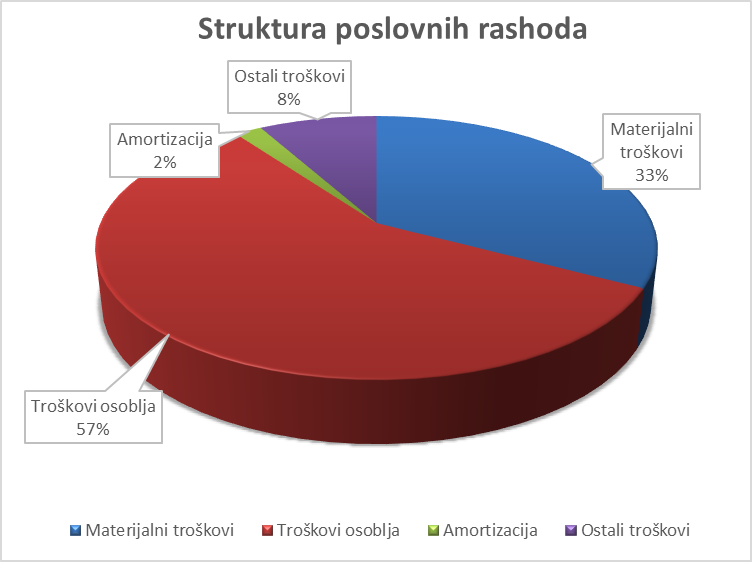 Struktura poslovnih rashoda
Ostali troškovi
8%
Amortizacija
2%
Materijalni
troškovi
33%
Troškovi osoblja
57%
Materijalni troškovi
Troškovi osoblja
Amortizacija
Ostali troškovi